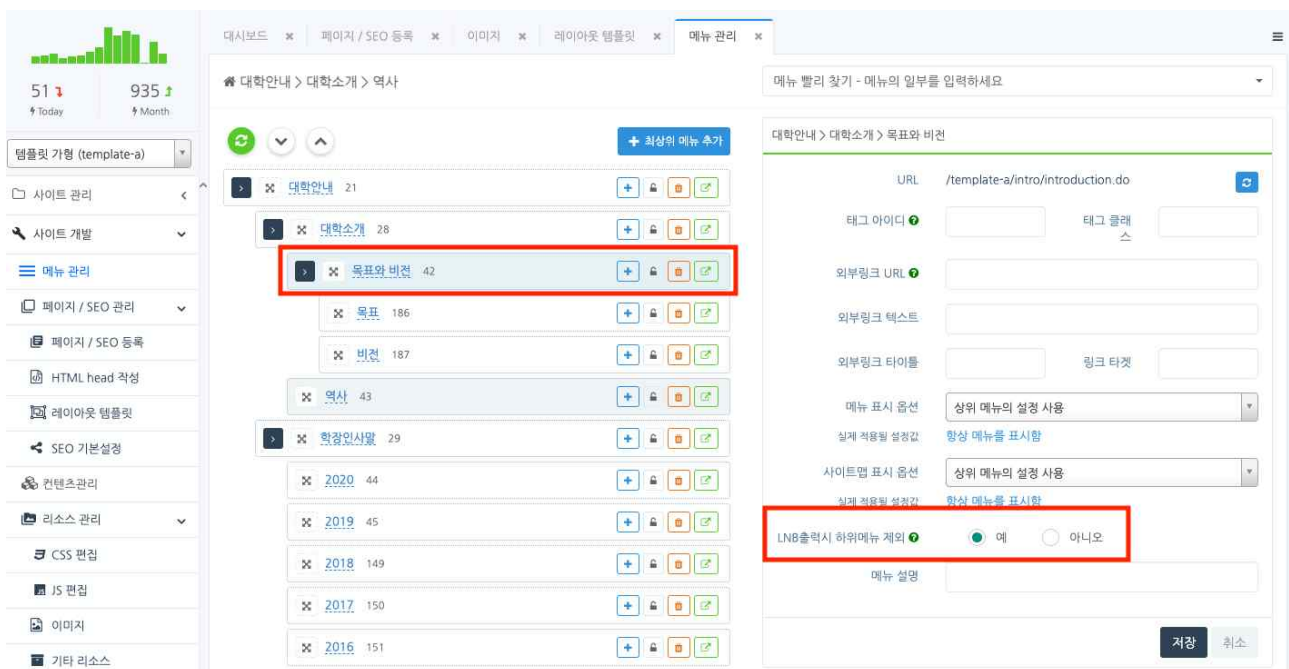 대시보드 × 페이지 / SEO 등록 × 이미지 × 레이아웃 템플릿 × 메뉴 관리 ×
51 935
Today Month
템플릿 가형 (template-a)
사이트 관리
사이트 개발
메뉴 관리
페이지 / SEO 관리
페이지 / SEO 등록
HTML head 작성
레이아웃 템플릿
SEO 기본설정
컨텐츠관리
리소스 관리
CSS 편집
JS 편집
이미지
기타 리소스
대학안내 > 대학소개 > 역사
+ 최상위 메뉴 추가
대학안내 21
대학소개 28
목표와 비전 42
목표 186
비전 187
역사 43
학장인사말 29
2020 44
2019 45
2018 149
2017 150
2016 151
메뉴 빨리 찾기 - 메뉴의 일부를 입력하세요
대학안내 > 대학소개 > 목표와 비전
URL /template-a/intro/introduction.do
태그 아이디 태그 클래
스
외부링크 URL
외부링크 텍스트
외부링크 타이틀 링크 타겟
메뉴 표시 옵션 상위 메뉴의 설정 사용
실제 적용될 설정값 항상 메뉴를 표시함
사이트맵 표시 옵션 상위 메뉴의 설정 사용
실제 적용될 설정값 항상 메뉴를 표시함
LNB출력시 하위메뉴 제외 예 아니오
메뉴 설명
저장 취소